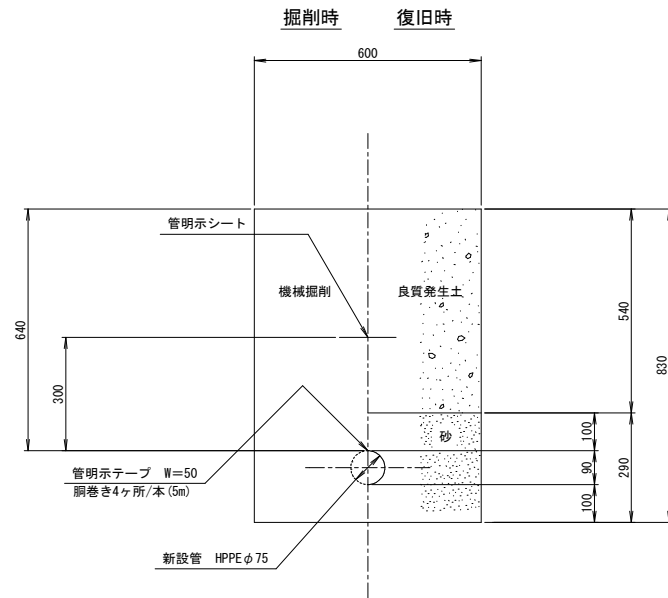 掘削時 復旧時
600
管明示シート
機械掘削 良質発生土
640
300
540
830
砂
100
90
100
290
管明示テープ W=50
胴巻き4ヶ所/本(5m)
新設管 HPPEφ75